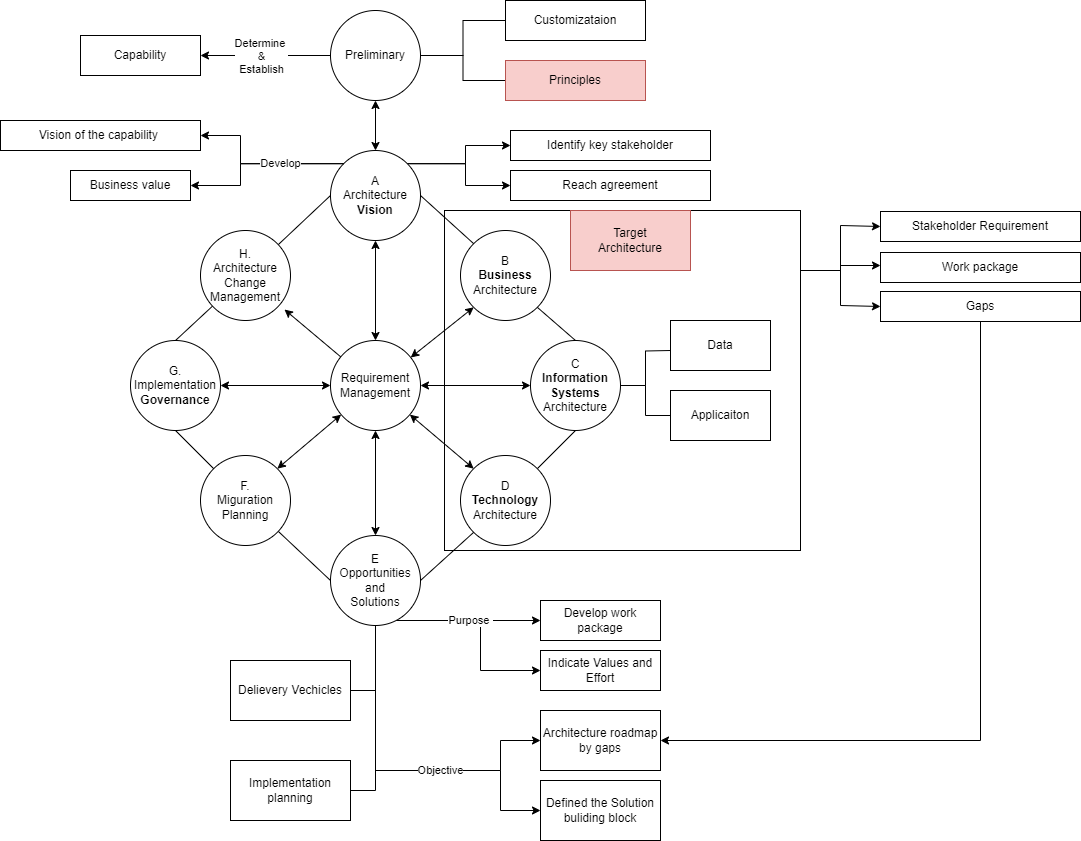 Customizataion
Determine
&
Establish
Capability
Preliminary
Principles
Vision of the capability
Develop
Business value
Identify key stakeholder
Reach agreement
A
Architecture
Vision
Target
Architecture
Stakeholder Requirement
Work package
Gaps
H.
Architecture
Change
Management
B
Business
Architecture
Data
Applicaiton
G.
Implementation
Governance
Requirement
Management
C
Information
Systems
Architecture
F.
Miguration
Planning
D
Technology
Architecture
E
Opportunities
and
Solutions
Purpose
Develop work
package
Indicate Values and
Effort
Delievery Vechicles
Architecture roadmap
by gaps
Objective
Implementation
planning
Defined the Solution
buliding block